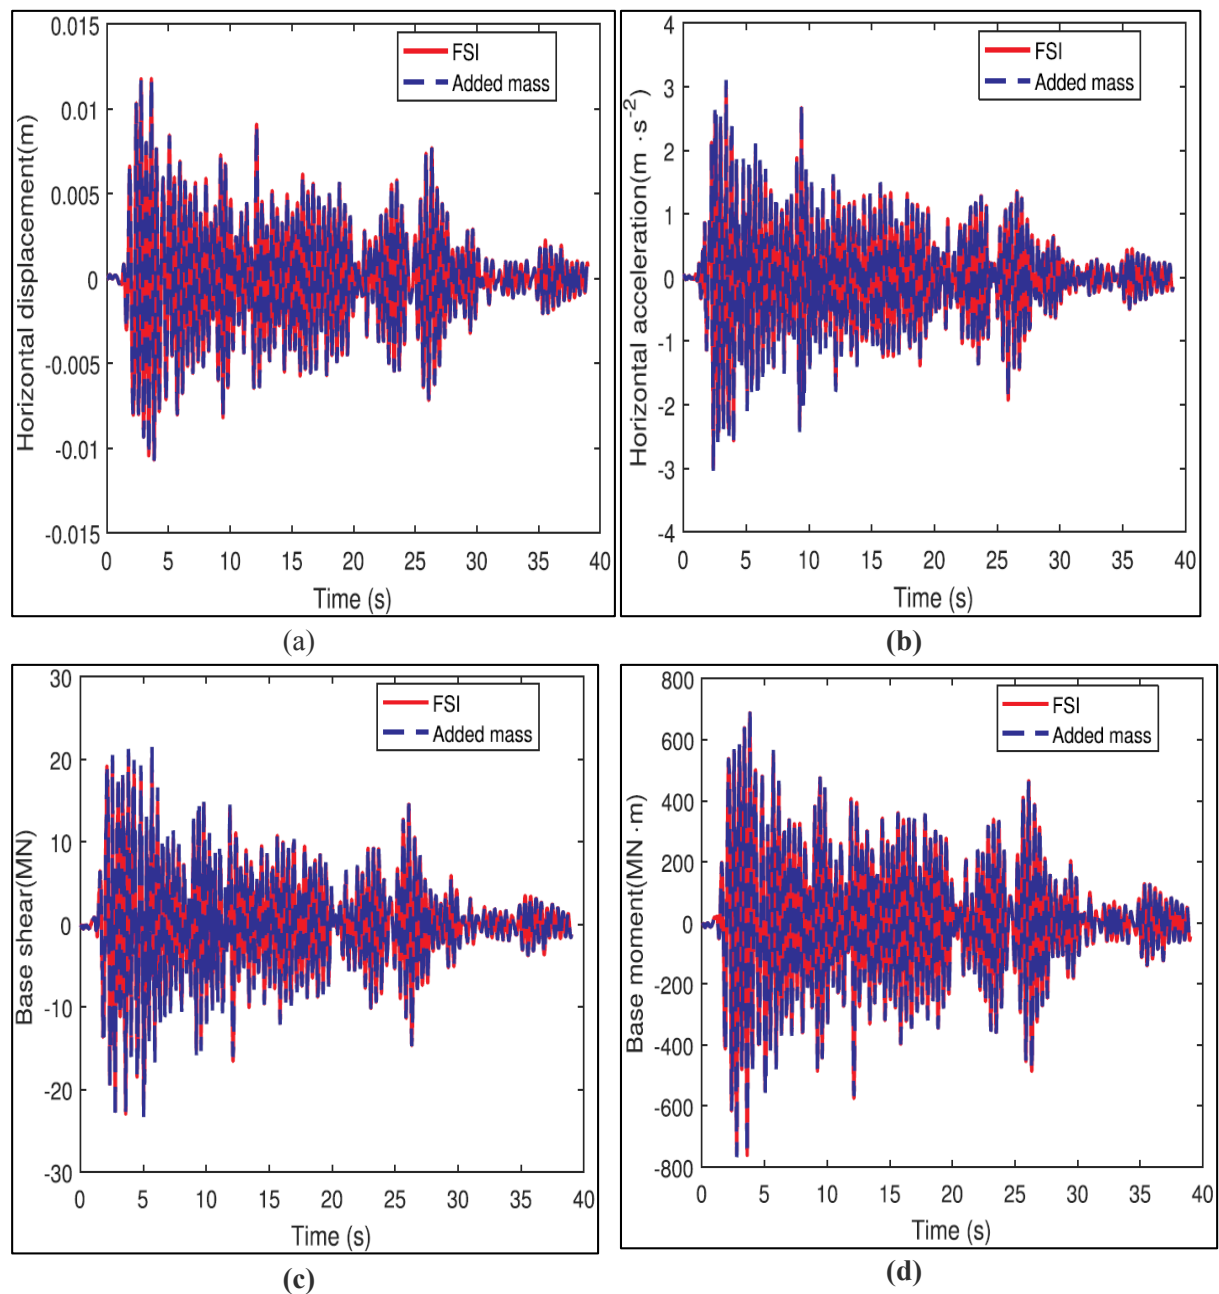 0.015
0.01
0.005
0
-0.005
-0.01
-0.015
Horizontal displacement(m)
FSI
Added mass
0 5 10 15 20 25 30 35 40
Time (s)
(a)
4
3
2
1
0
-1
-2
-3
-4
Horizontal acceleration(m ·s-2)
FSI
Added mass
0 5 10 15 20 25 30 35 40
Time (s)
(b)
30
20
10
0
-10
-20
-30
Base shear(MN)
FSI
Added mass
0 5 10 15 20 25 30 35 40
Time (s)
(c)
800
600
400
200
0
-200
-400
-600
-800
Base moment(MN ·m)
FSI
Added mass
0 5 10 15 20 25 30 35 40
Time (s)
(d)